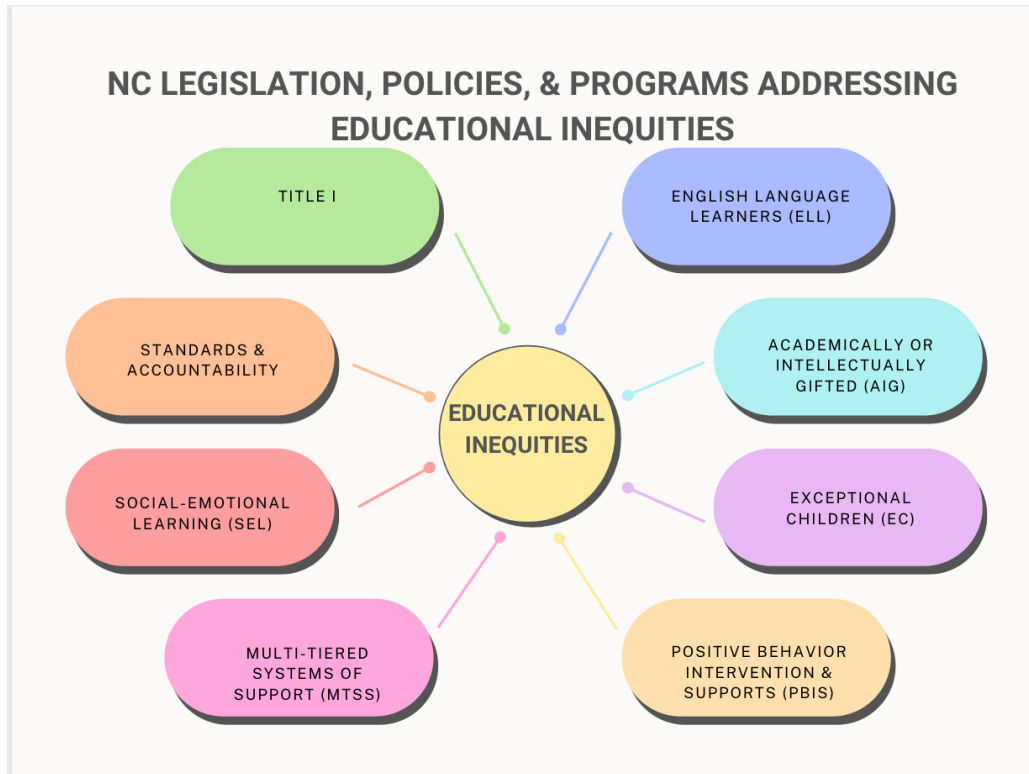 NC LEGISLATION, POLICIES, & PROGRAMS ADDRESSING
EDUCATIONAL INEQUITIES
TITLE I
ENGLISH LANGUAGE
LEARNERS (ELL)
STANDARDS &
ACCOUNTABILITY
ACADEMICALLY OR
INTELLECTUALLY
GIFTED (AIG)
EDUCATIONAL
INEQUITIES
SOCIAL-EMOTIONAL
LEARNING (SEL)
EXCEPTIONAL
CHILDREN (EC)
MULTI-TIERED
SYSTEMS OF
SUPPORT (MTSS)
POSITIVE BEHAVIOR
INTERVENTION &
SUPPORTS (PBIS)